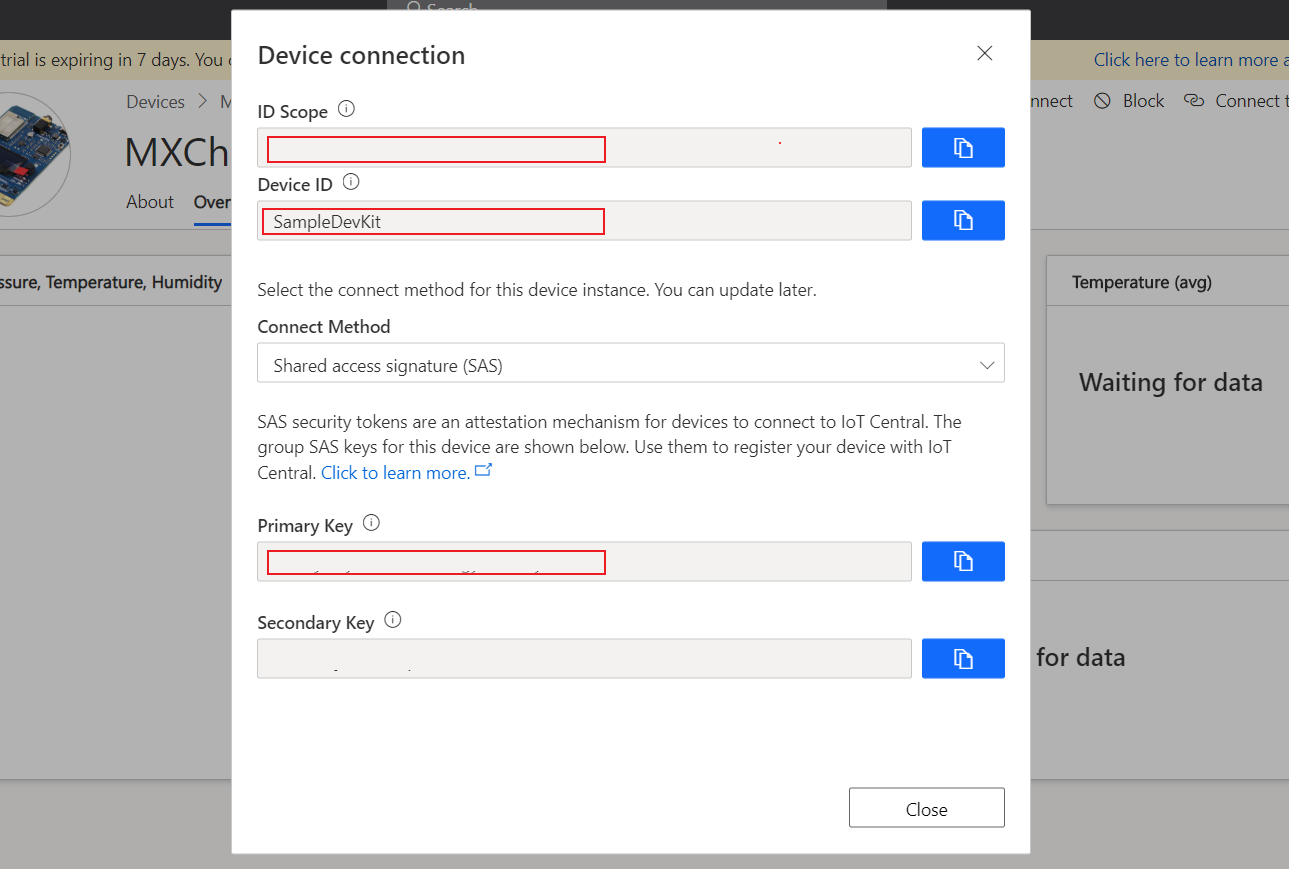 Search
trial is expiring in 7 days. You
Click here to learn more
Devices > M
nnect
Block
Connect t
MXCh
About
Over
ssure, Temperature, Humidity
Temperature (avg)
Waiting for data
for data
Device connection
ID Scope
Device ID
SampleDevKit
Select the connect method for this device instance. You can update later.
Connect Method
Shared access signature (SAS)
SAS security tokens are an attestation mechanism for devices to connect to IoT Central. The
group SAS keys for this device are shown below. Use them to register your device with IoT
Central. Click to learn more.
Primary Key
Secondary Key
Close